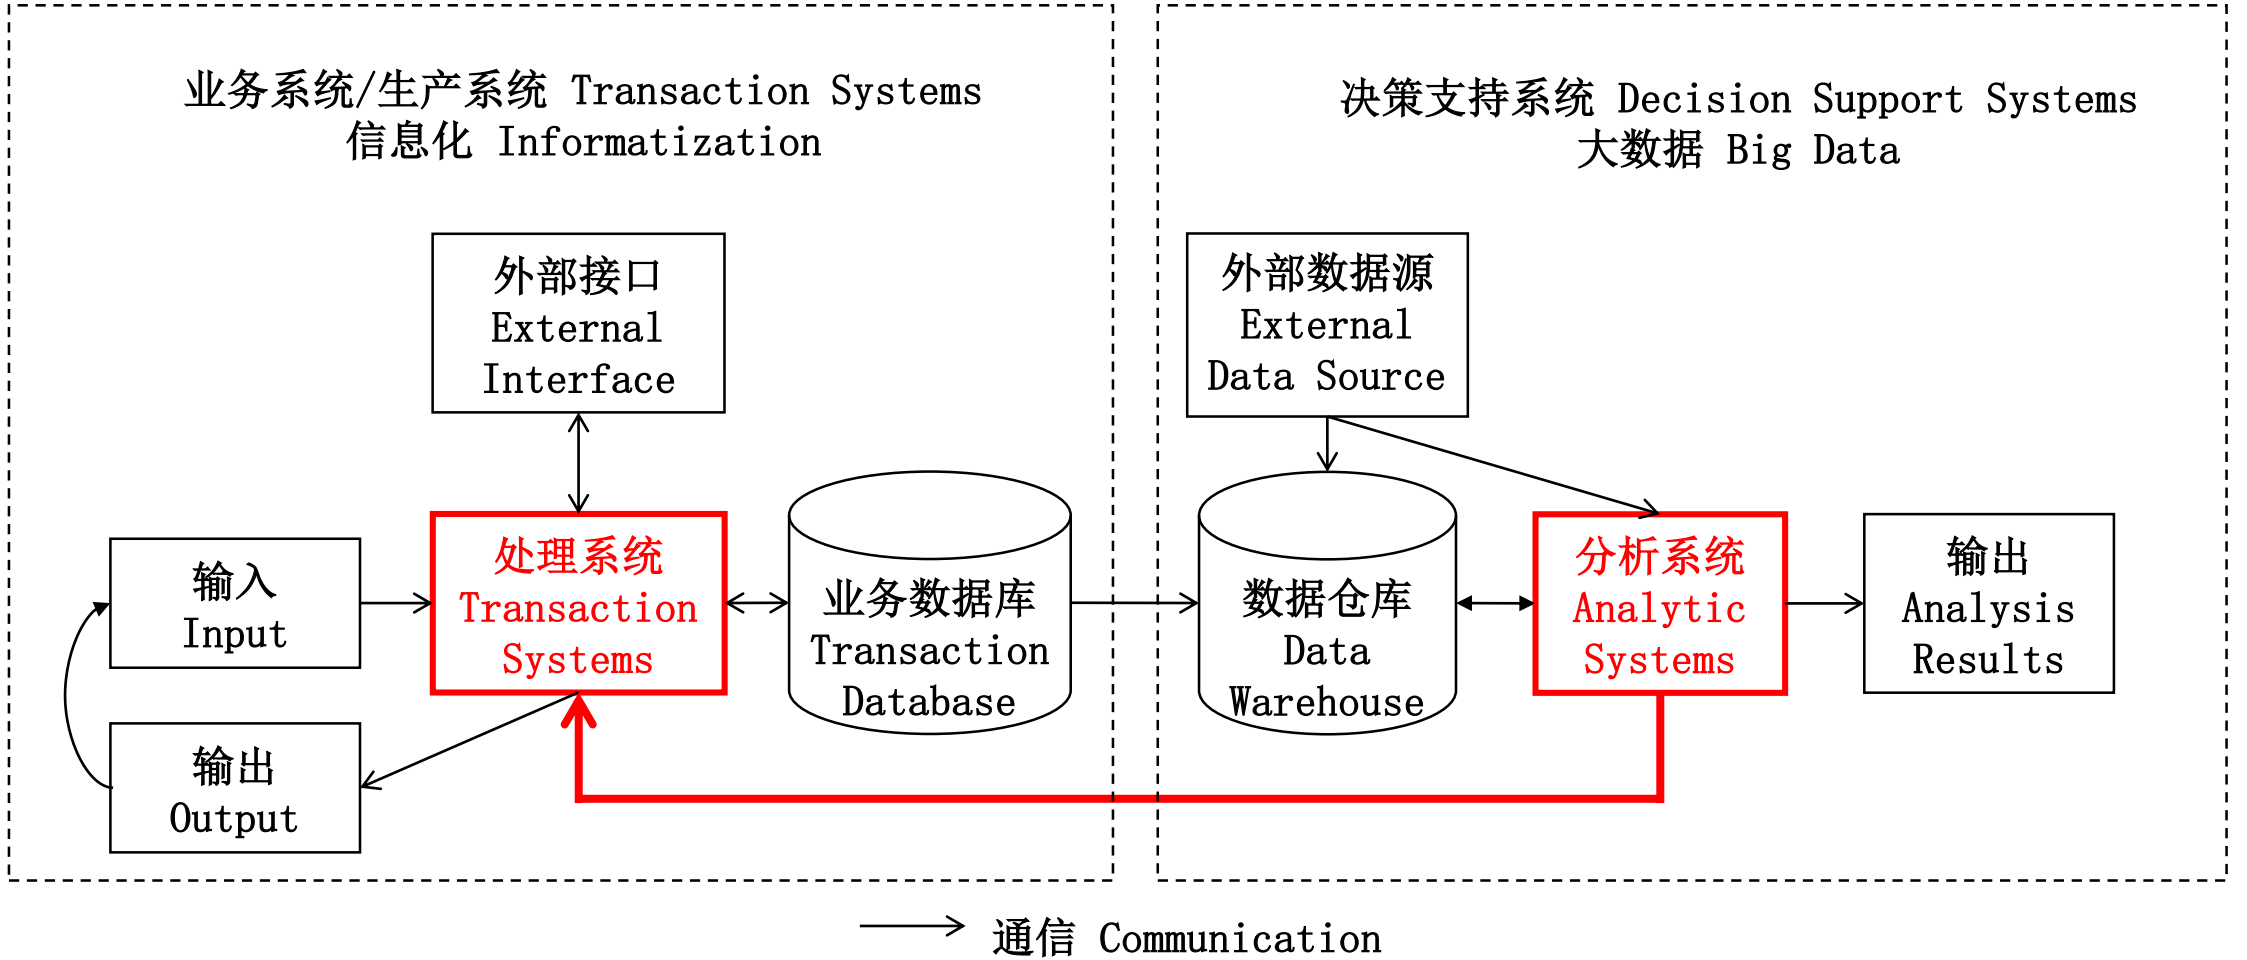 业务系统/生产系统 Transaction Systems
信息化 Informatization
决策支持系统 Decision Support Systems
大数据 Big Data
外部接口
External
Interface
外部数据源
External
Data Source
输入
Input
处理系统
Transaction
Systems
业务数据库
Transaction
Database
数据仓库
Data
Warehouse
分析系统
Analytic
Systems
输出
Analysis
Results
输出
Output
通信 Communication